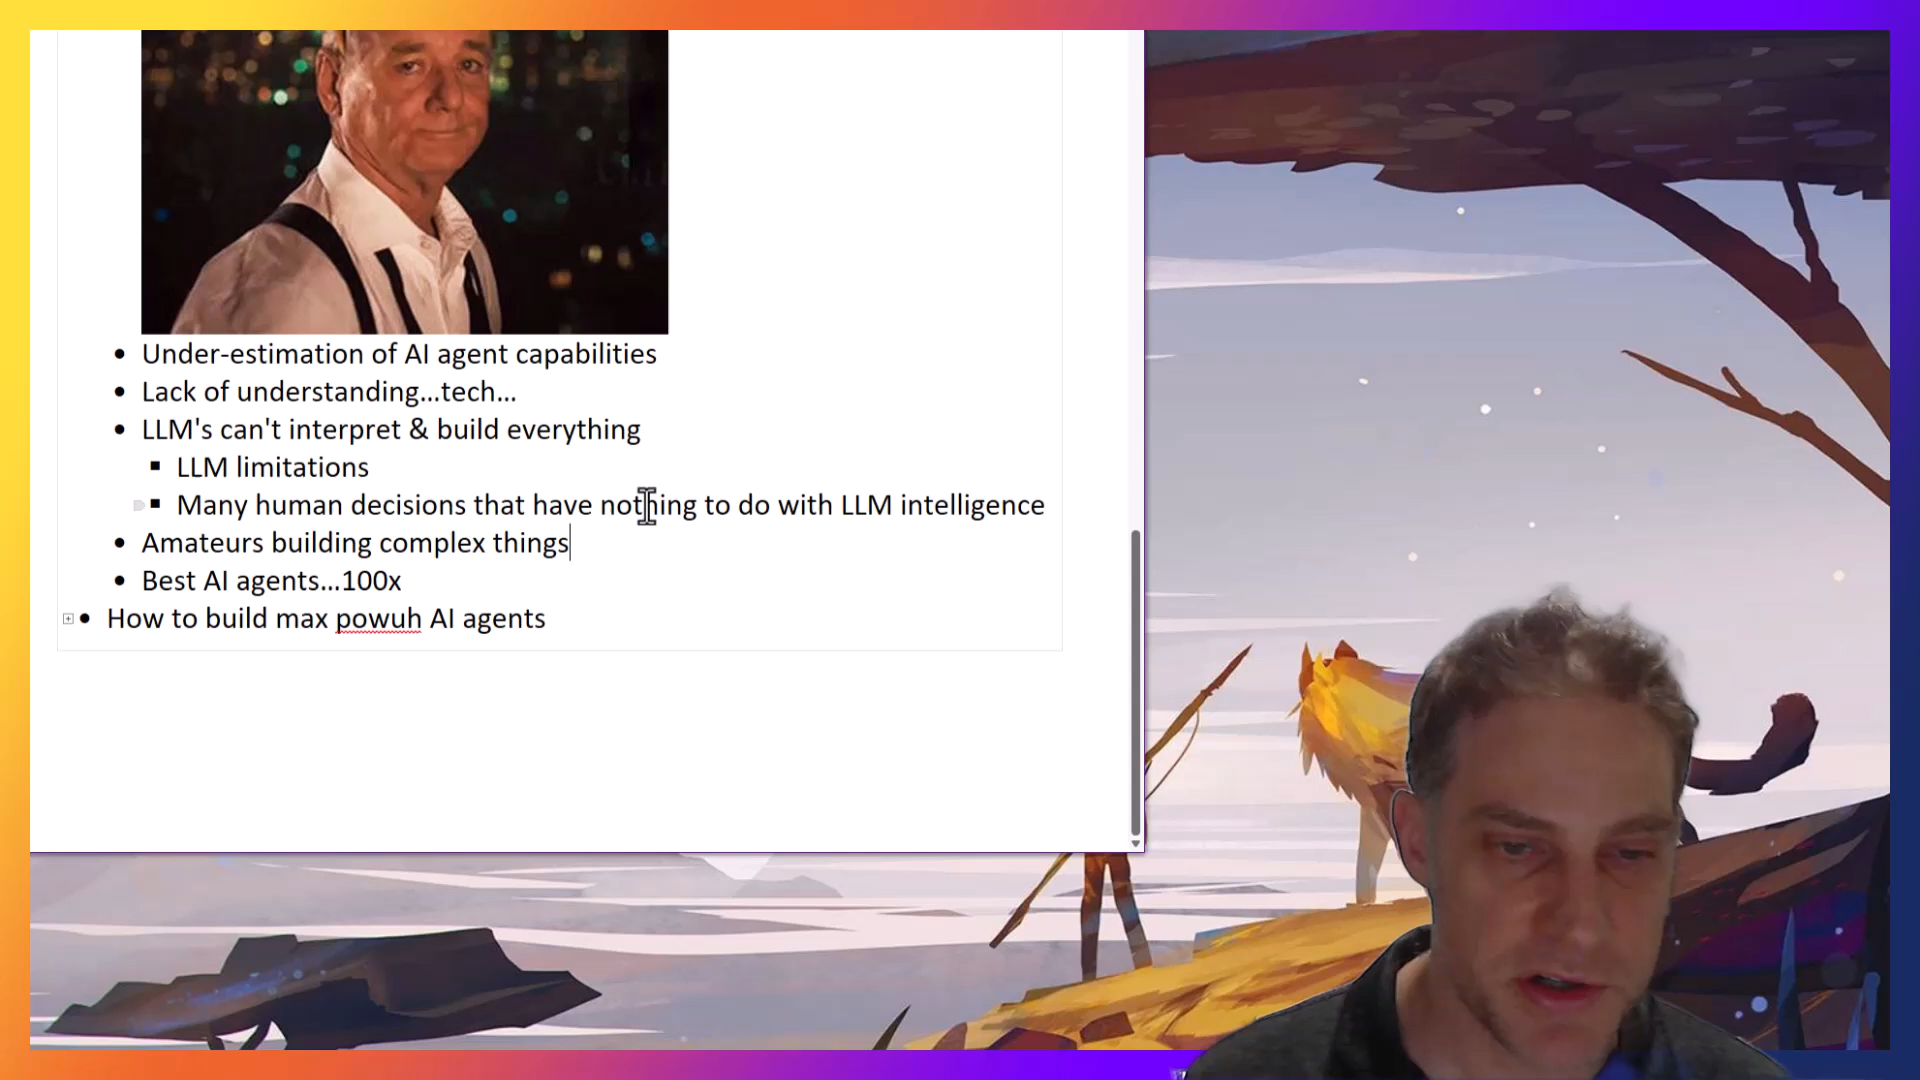 Under-estimation of AI agent capabilities
Lack of understanding...tech...
LLM's can't interpret & build everything
LLM limitations
Many human decisions that have nothing to do with LLM intelligence
Amateurs building complex things
Best AI agents...100x
How to build max powuh AI agents